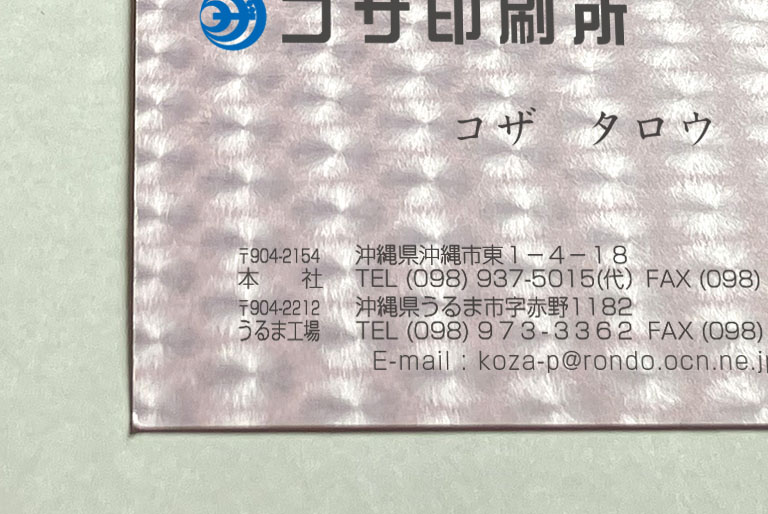 コザ印刷所
コザ　タロウ
〒904-2154 沖縄県沖縄市東1－4－18
本　社 TEL (098) 937-5015(代) FAX (098)
〒904-2212 沖縄県うるま市字赤野1182
うるま工場 TEL (098) 973-3362 FAX (098)
E-mail : koza-p@rondo.ocn.ne.jp